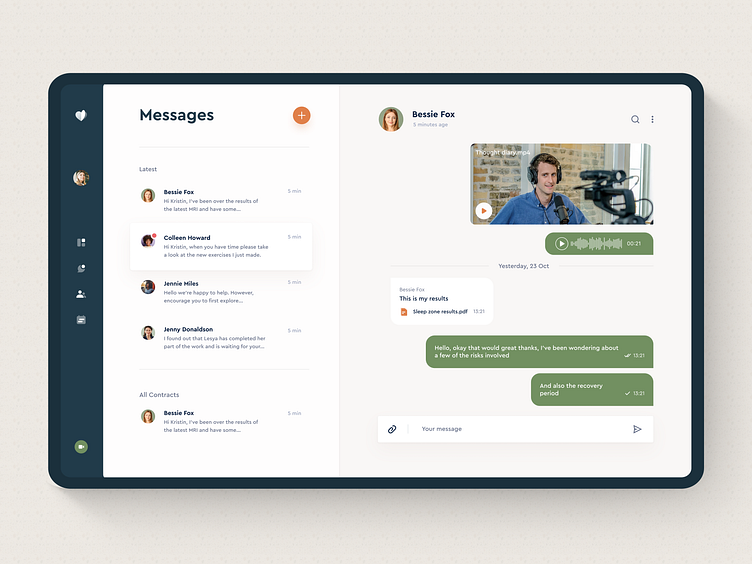 Messages
Latest
Bessie Fox
5 min
Hi Kristin, I've been over the results of
the latest MRI and have some...
Colleen Howard
5 min
Hi Kristin, when you have time please take
a look at the new exercises I just made.
Jennie Miles
5 min
Hello we're happy to help. However,
encourage you to first explore...
Jenny Donaldson
5 min
I found out that Lesya has completed her
part of the work and is waiting for your...
All Contracts
Bessie Fox
5 min
Hi Kristin, I've been over the results of
the latest MRI and have some...
Bessie Fox
5 minutes ago
Thought diary.mp4
00:21
Yesterday, 23 Oct
Bessie Fox
This is my results
Sleep zone results.pdf
13:21
Hello, okay that would great thanks, I've been wondering about
a few of the risks involved
13:21
And also the recovery
period
13:21
Your message